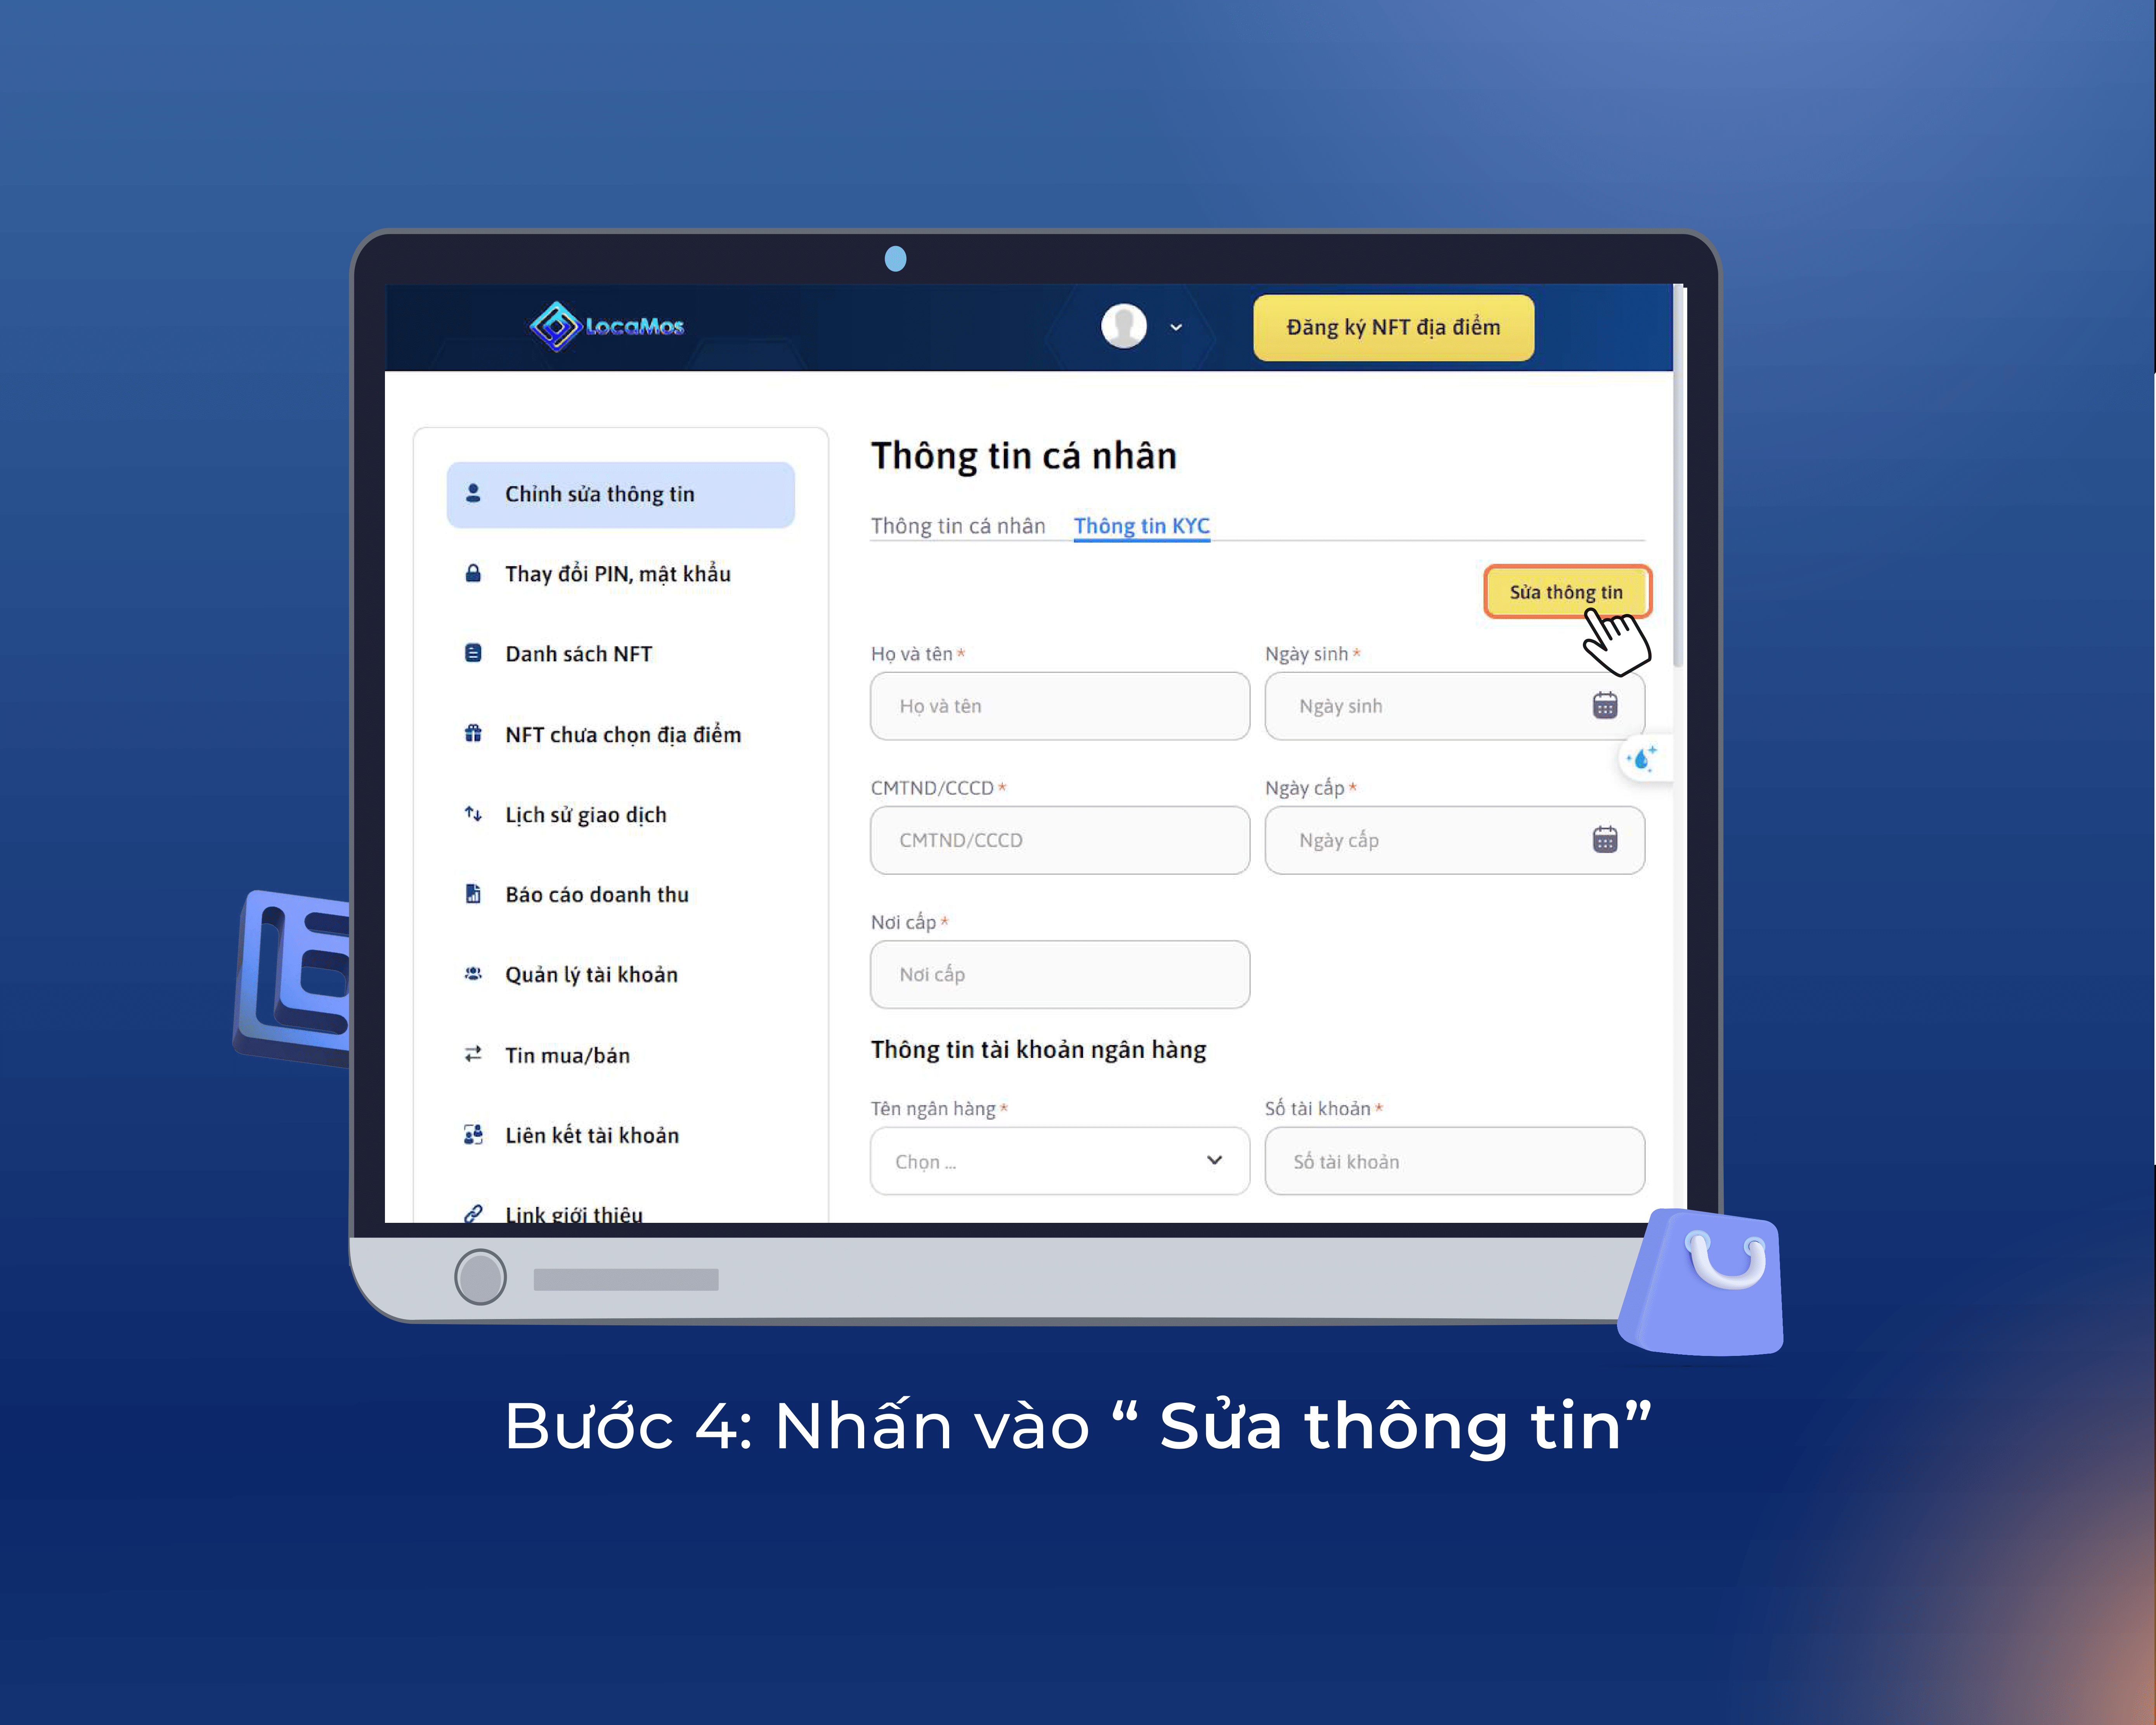 LocaMos
Đăng ký NFT địa điểm
Chỉnh sửa thông tin
Thay đổi PIN, mật khẩu
Danh sách NFT
NFT chưa chọn địa điểm
Lịch sử giao dịch
Báo cáo doanh thu
Quản lý tài khoản
Tin mua/bán
Liên kết tài khoản
Link giới thiệu
Thông tin cá nhân
Thông tin cá nhân Thông tin KYC
Sửa thông tin
Họ và tên * Ngày sinh *
Họ và tên Ngày sinh
CMTND/CCCD * Ngày cấp *
CMTND/CCCD Ngày cấp
Nơi cấp *
Nơi cấp
Thông tin tài khoản ngân hàng
Tên ngân hàng * Số tài khoản *
Chọn ... Số tài khoản
Bước 4: Nhấn vào “ Sửa thông tin”